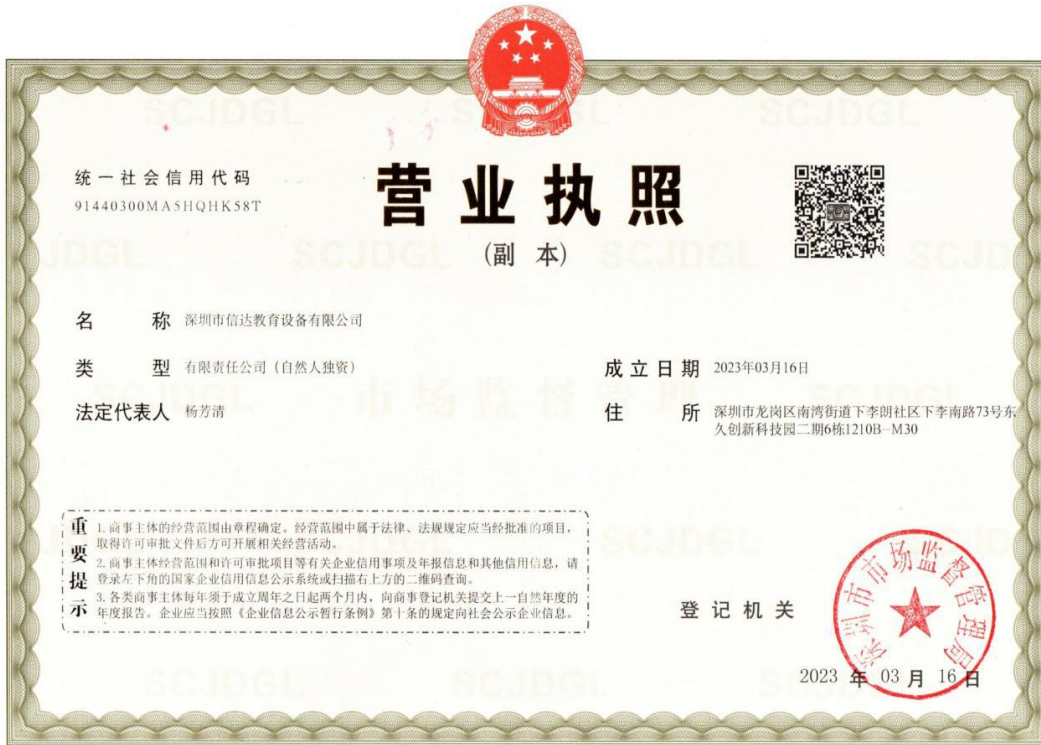 统一社会信用代码
91440300MA5HQHK58T
营业执照
(副 本)
名 称 深圳市信达教育设备有限公司
类 型 有限责任公司（自然人独资）
法定代表人 杨芳清
成立日期 2023年03月16日
住 所 深圳市龙岗区南湾街道下李朗社区下李南路73号东
久创新科技园二期6栋1210B-M30
重要提示
1. 商事主体的经营范围由章程确定。经营范围中属于法律、法规规定应当经批准的项目，
取得许可审批文件后方可开展相关经营活动。
2. 商事主体经营范围和许可审批项目等有关企业信用事项及年报信息和其他信用信息，请
登录左下角的国家企业信用信息公示系统或扫描右上方的二维码查询。
3. 各类商事主体每年须于成立周年之日起两个月内，向商事登记机关提交上一自然年度的
年度报告。企业应当按照《企业信息公示暂行条例》第十条的规定向社会公示企业信息。
登记机关
深圳市市场监督管理局
2023 年 03 月 16 日
SCJDGL
市场监督管理